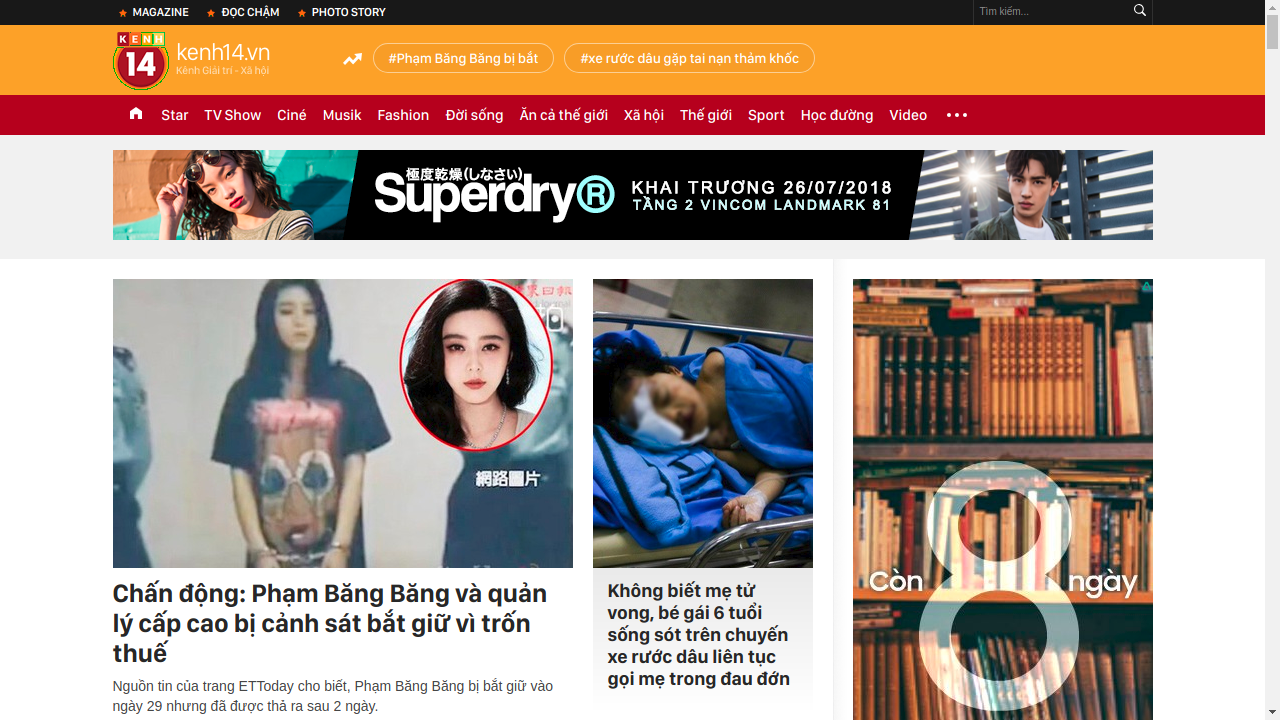 MAGAZINE
ĐỌC CHẬM
PHOTO STORY
Tìm kiếm...
KENH
14
kenh14.vn
Kênh Giải trí - Xã hội
#Phạm Băng Băng bị bắt
#xe rước dâu gặp tai nạn thảm khốc
Star
TV Show
Ciné
Musik
Fashion
Đời sống
Ăn cả thế giới
Xã hội
Thế giới
Sport
Học đường
Video
極度乾燥(しなさい)
Superdry®
KHAI TRƯƠNG 26/07/2018
TẦNG 2 VINCOM LANDMARK 81
網路圖片
Chấn động: Phạm Băng Băng và quản
lý cấp cao bị cảnh sát bắt giữ vì trốn
thuế
Nguồn tin của trang ETToday cho biết, Phạm Băng Băng bị bắt giữ vào
ngày 29 nhưng đã được thả ra sau 2 ngày.
Không biết mẹ tử
vong, bé gái 6 tuổi
sống sót trên chuyến
xe rước dâu liên tục
gọi mẹ trong đau đớn
Còn 8 ngày